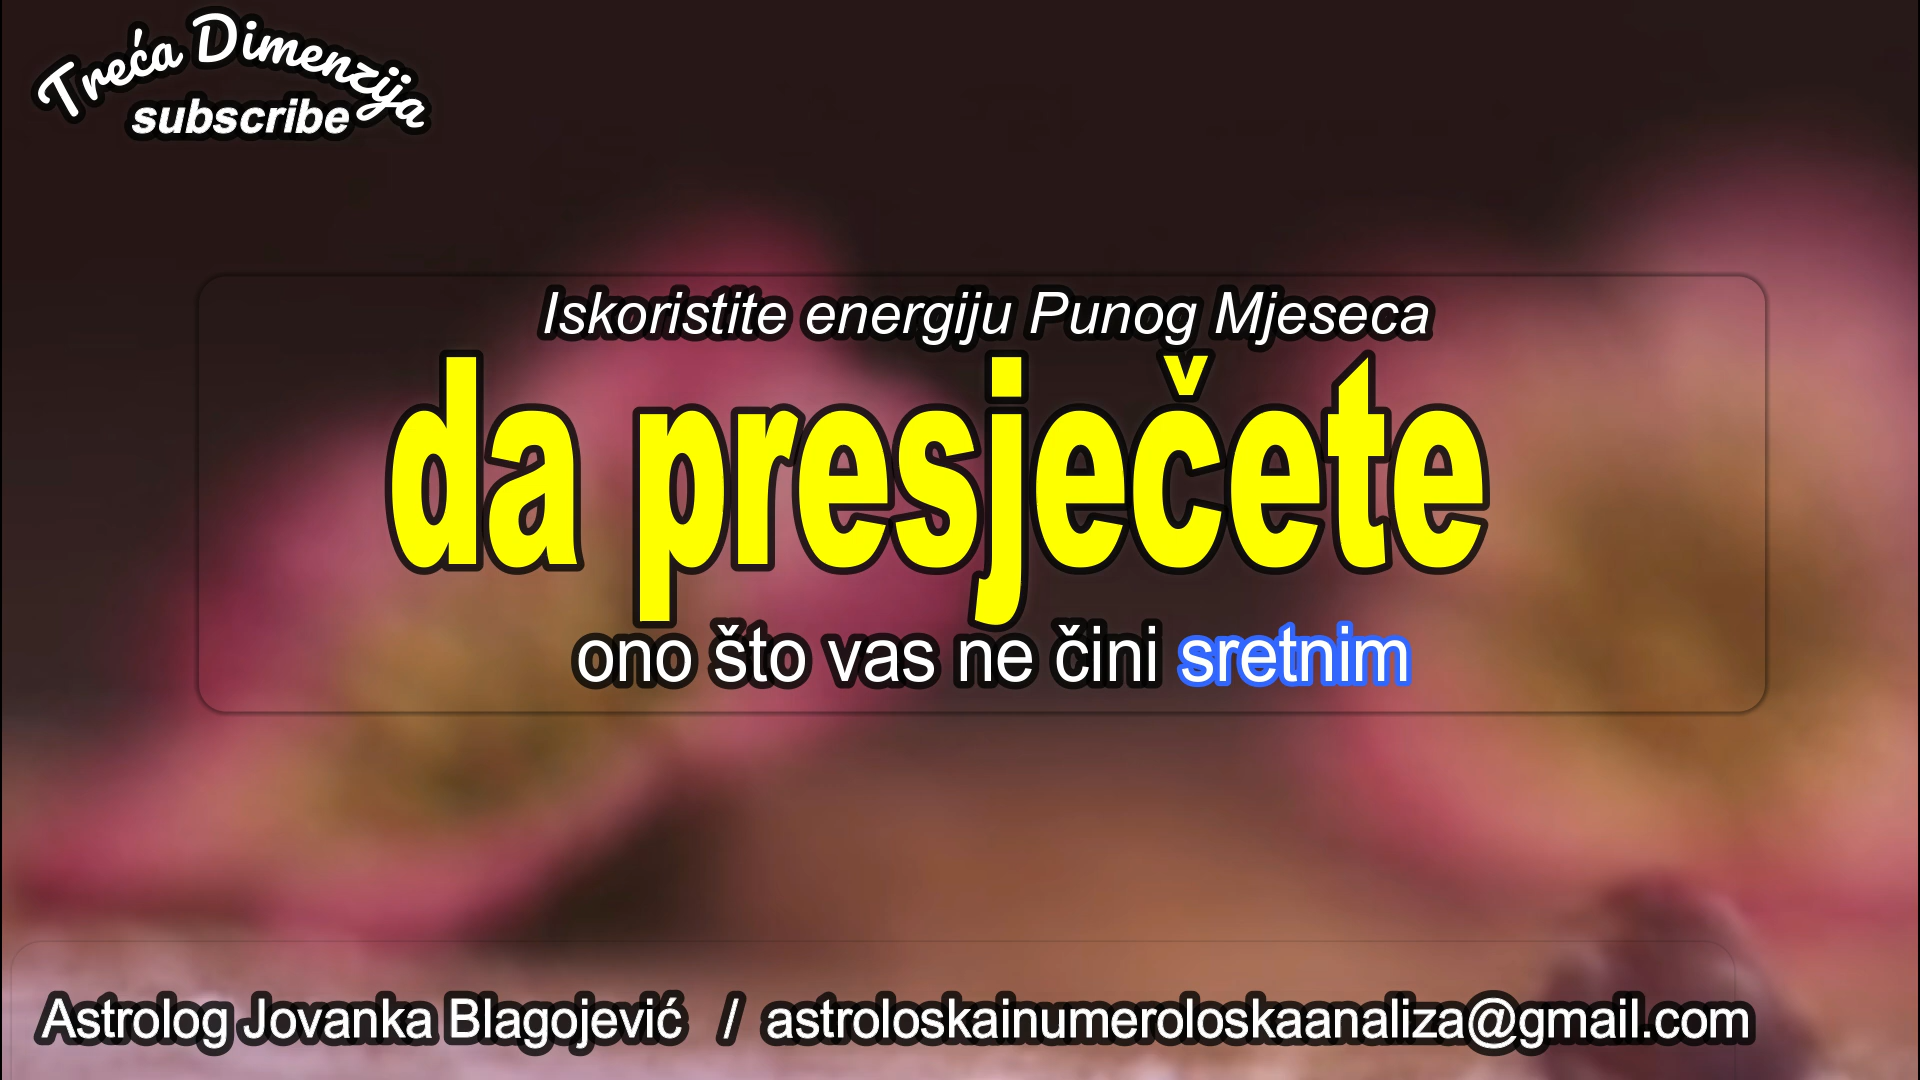 Treća Dimenzija
subscribe
Iskoristite energiju Punog Mjeseca
da presječete
ono što vas ne čini sretnim
Astrolog Jovanka Blagojević / astroloskainumeroloskaanaliza@gmail.com